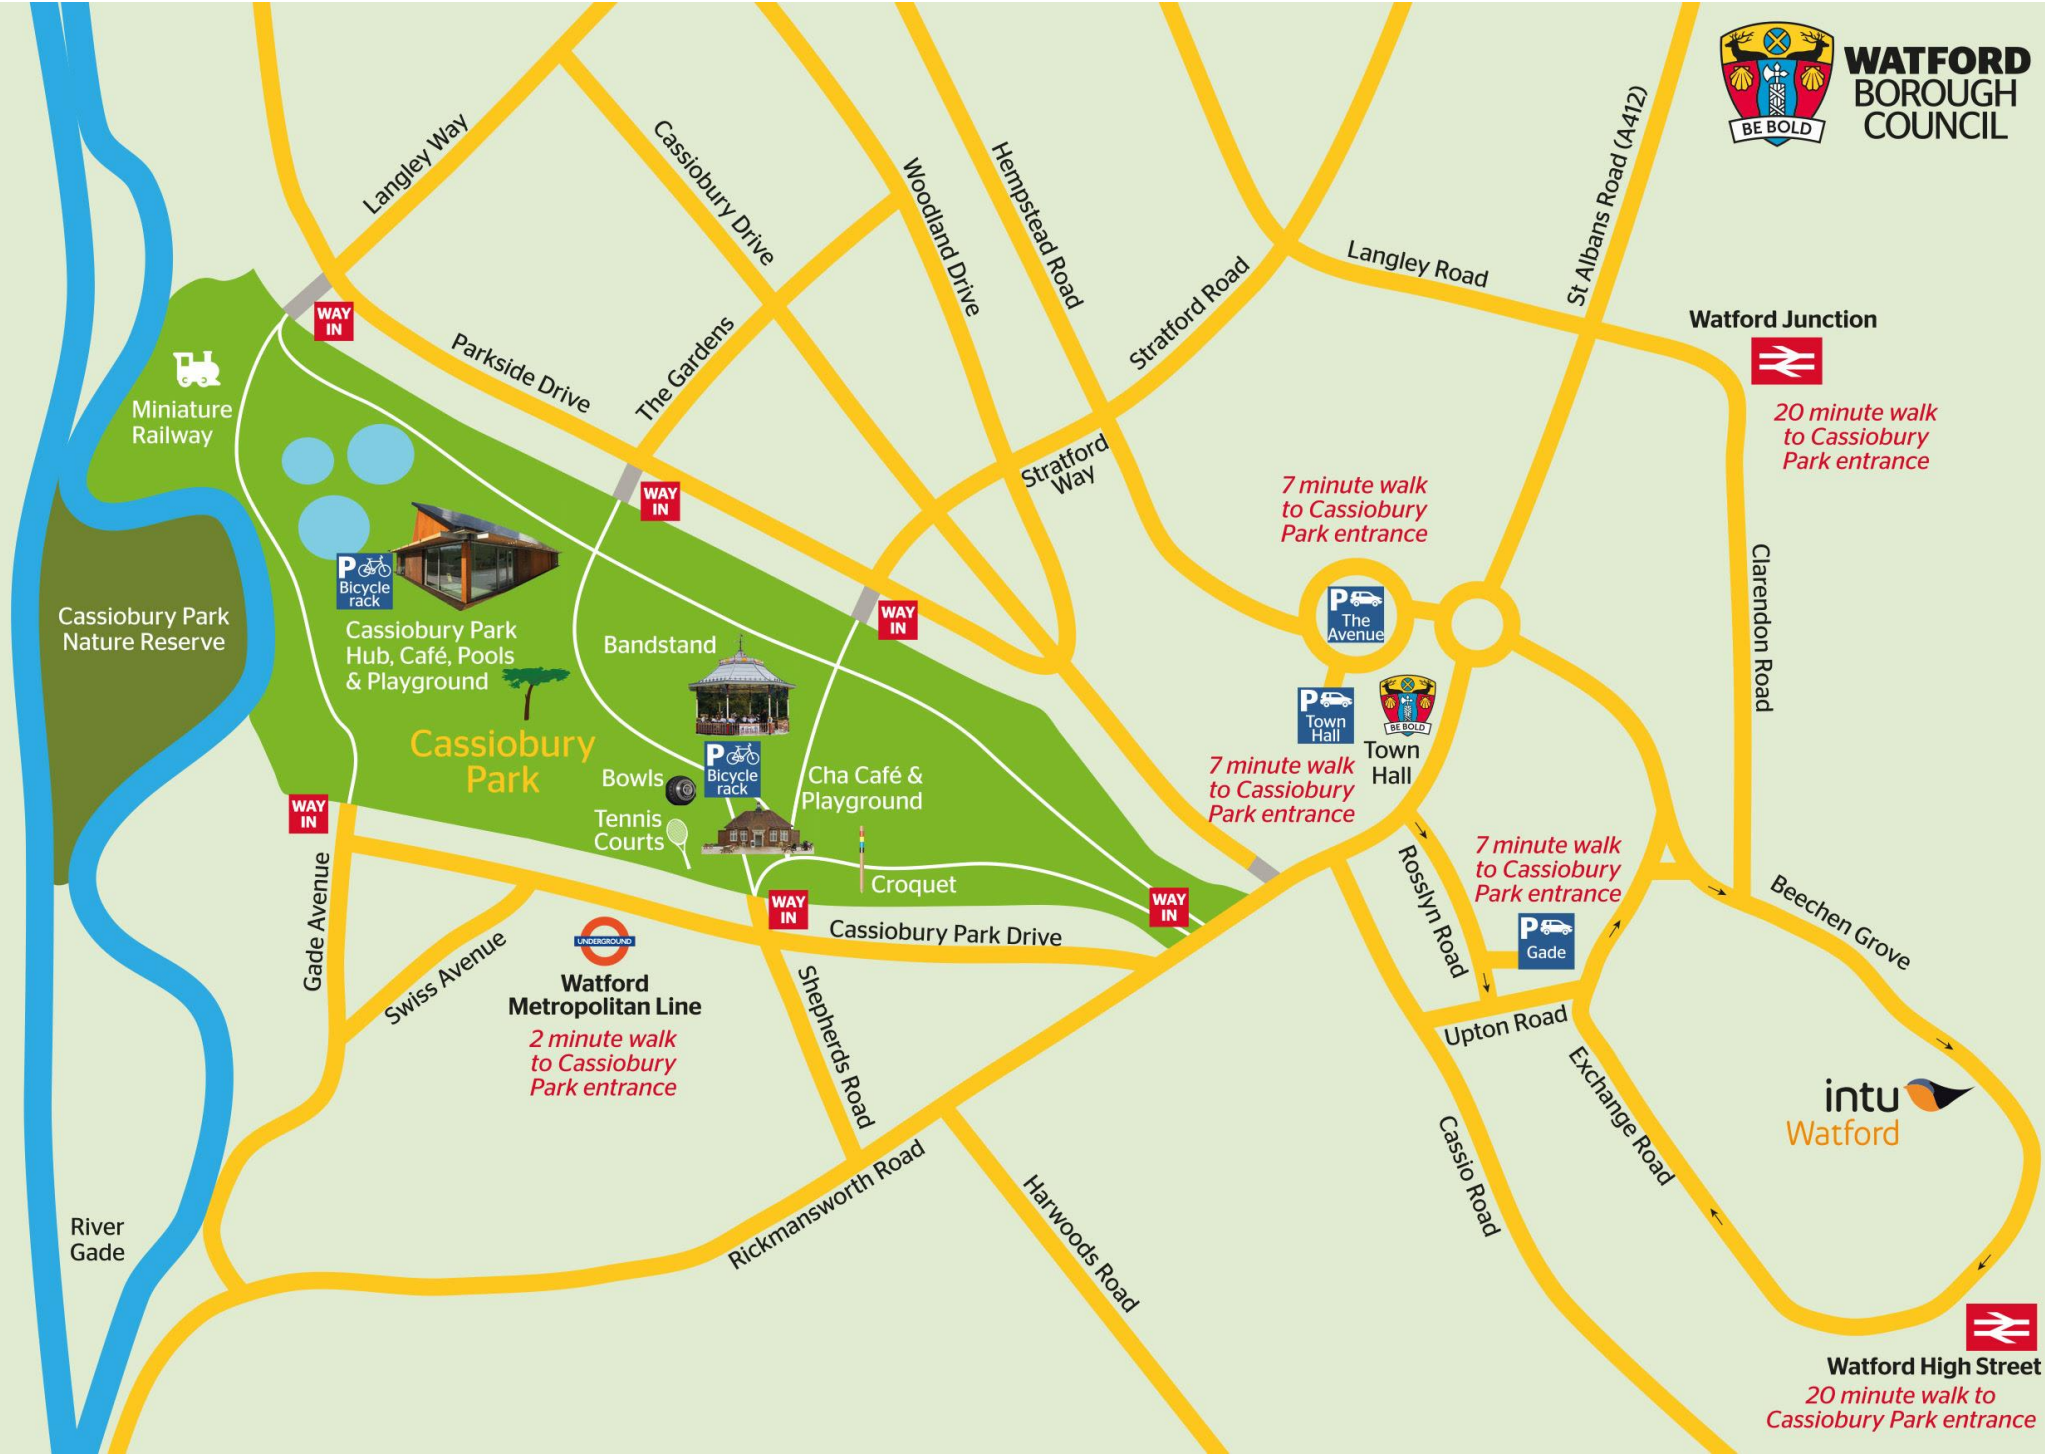 WATFORD
BOROUGH
COUNCIL
BE BOLD
Langley Way
Cassiobury Drive
Woodland Drive
Hempstead Road
Stratford Road
Langley Road
St Albans Road (A412)
Watford Junction
20 minute walk
to Cassiobury
Park entrance
WAY
IN
Parkside Drive
The Gardens
Miniature
Railway
WAY
IN
Stratford
Way
7 minute walk
to Cassiobury
Park entrance
P
The
Avenue
Clarendon Road
P
Bicycle
rack
Cassiobury Park
Nature Reserve
Cassiobury Park
Hub, Café, Pools
& Playground
Bandstand
WAY
IN
P
Town
Hall
BE BOLD
Town
Hall
7 minute walk
to Cassiobury
Park entrance
Cassiobury
Park
Bowls
P
Bicycle
rack
Cha Café &
Playground
Tennis
Courts
Croquet
WAY
IN
WAY
IN
WAY
IN
Gade Avenue
Swiss Avenue
UNDERGROUND
Watford
Metropolitan Line
2 minute walk
to Cassiobury
Park entrance
Cassiobury Park Drive
Shepherds Road
Rosslyn Road
7 minute walk
to Cassiobury
Park entrance
P
Gade
Upton Road
Beechen Grove
Exchange Road
intu
Watford
Cassio Road
Rickmansworth Road
Harwoods Road
River
Gade
Watford High Street
20 minute walk to
Cassiobury Park entrance